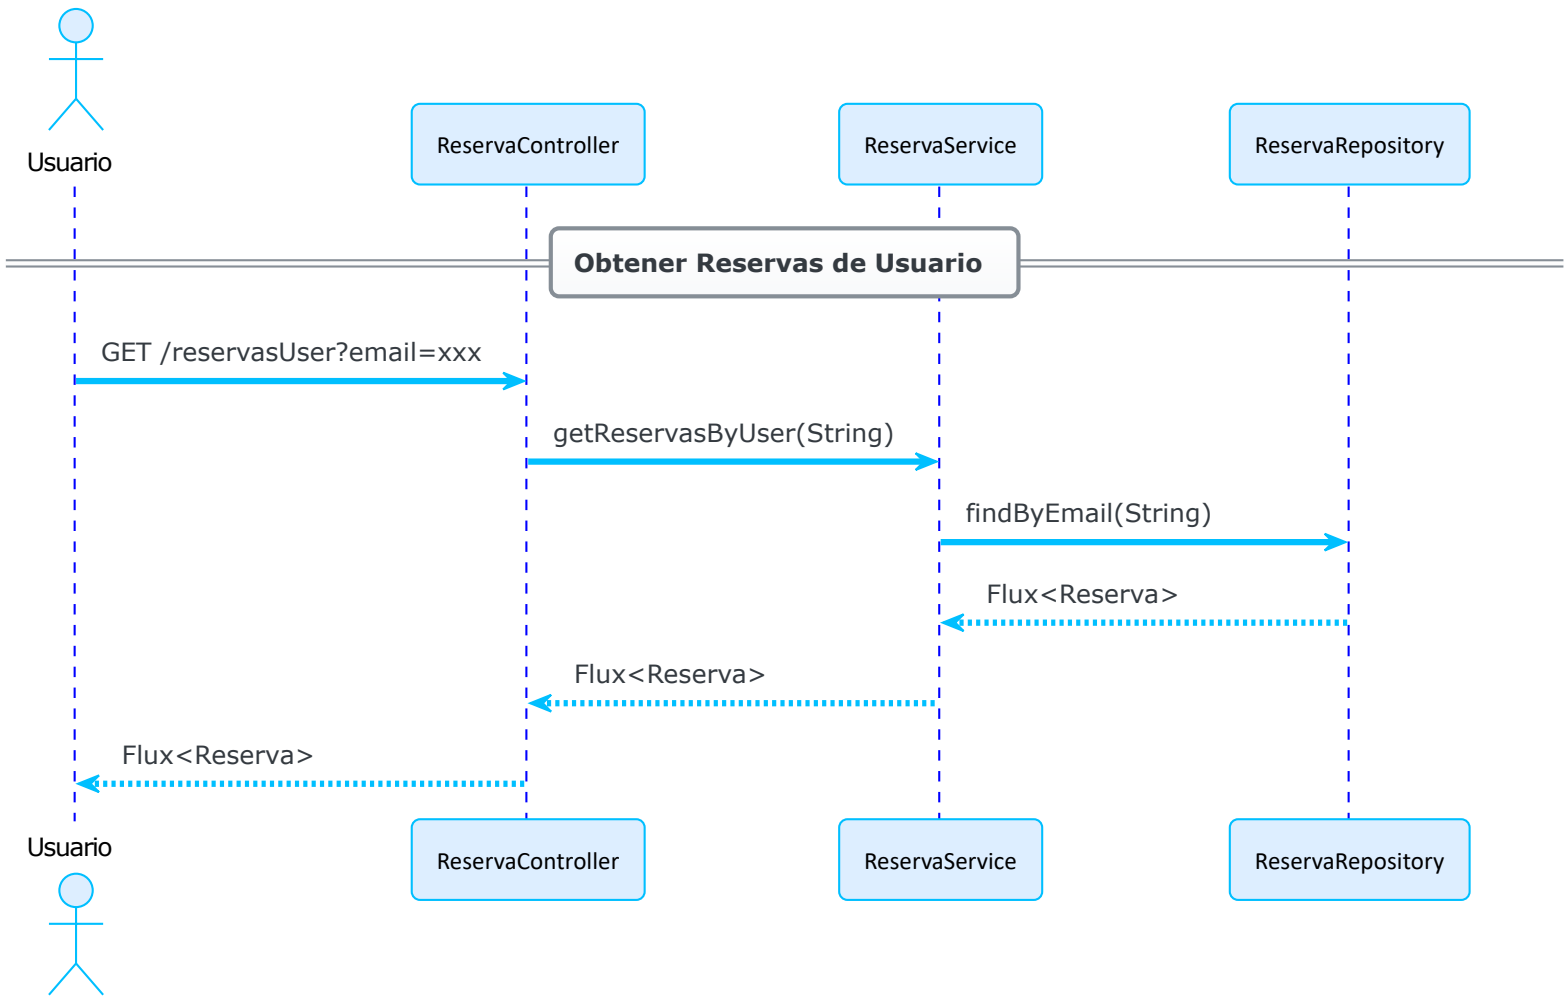 Usuario
ReservaController
ReservaService
ReservaRepository
Obtener Reservas de Usuario
GET /reservasUser?email=xxx
getReservasByUser(String)
findByEmail(String)
Flux<Reserva>
Flux<Reserva>
Flux<Reserva>
Usuario
ReservaController
ReservaService
ReservaRepository